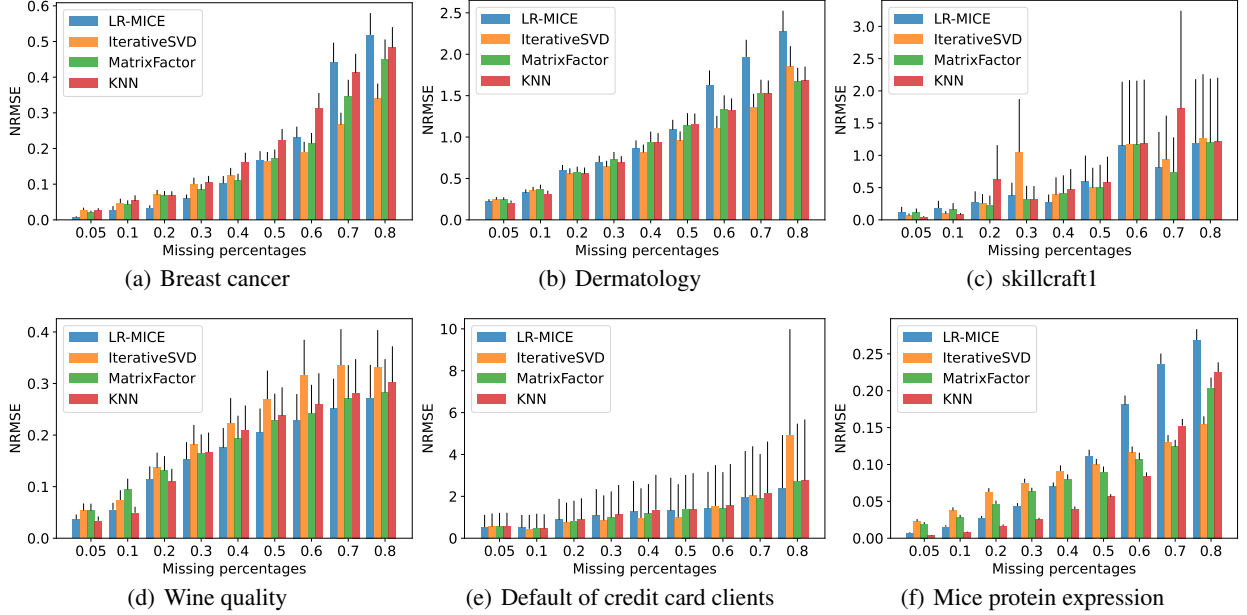 0.6
0.5
0.4
0.3
0.2
0.1
0.0
NRMSE
LR-MICE
IterativeSVD
MatrixFactor
KNN
0.05 0.1 0.2 0.3 0.4 0.5 0.6 0.7 0.8
Missing percentages
(a) Breast cancer
2.5
2.0
1.5
1.0
0.5
0.0
NRMSE
LR-MICE
IterativeSVD
MatrixFactor
KNN
0.05 0.1 0.2 0.3 0.4 0.5 0.6 0.7 0.8
Missing percentages
(b) Dermatology
3.0
2.5
2.0
1.5
1.0
0.5
0.0
NRMSE
LR-MICE
IterativeSVD
MatrixFactor
KNN
0.05 0.1 0.2 0.3 0.4 0.5 0.6 0.7 0.8
Missing percentages
(c) skillcraft1
0.4
0.3
0.2
0.1
0.0
NRMSE
LR-MICE
IterativeSVD
MatrixFactor
KNN
0.05 0.1 0.2 0.3 0.4 0.5 0.6 0.7 0.8
Missing percentages
(d) Wine quality
10
8
6
4
2
0
NRMSE
LR-MICE
IterativeSVD
MatrixFactor
KNN
0.05 0.1 0.2 0.3 0.4 0.5 0.6 0.7 0.8
Missing percentages
(e) Default of credit card clients
0.25
0.20
0.15
0.10
0.05
0.00
NRMSE
LR-MICE
IterativeSVD
MatrixFactor
KNN
0.05 0.1 0.2 0.3 0.4 0.5 0.6 0.7 0.8
Missing percentages
(f) Mice protein expression